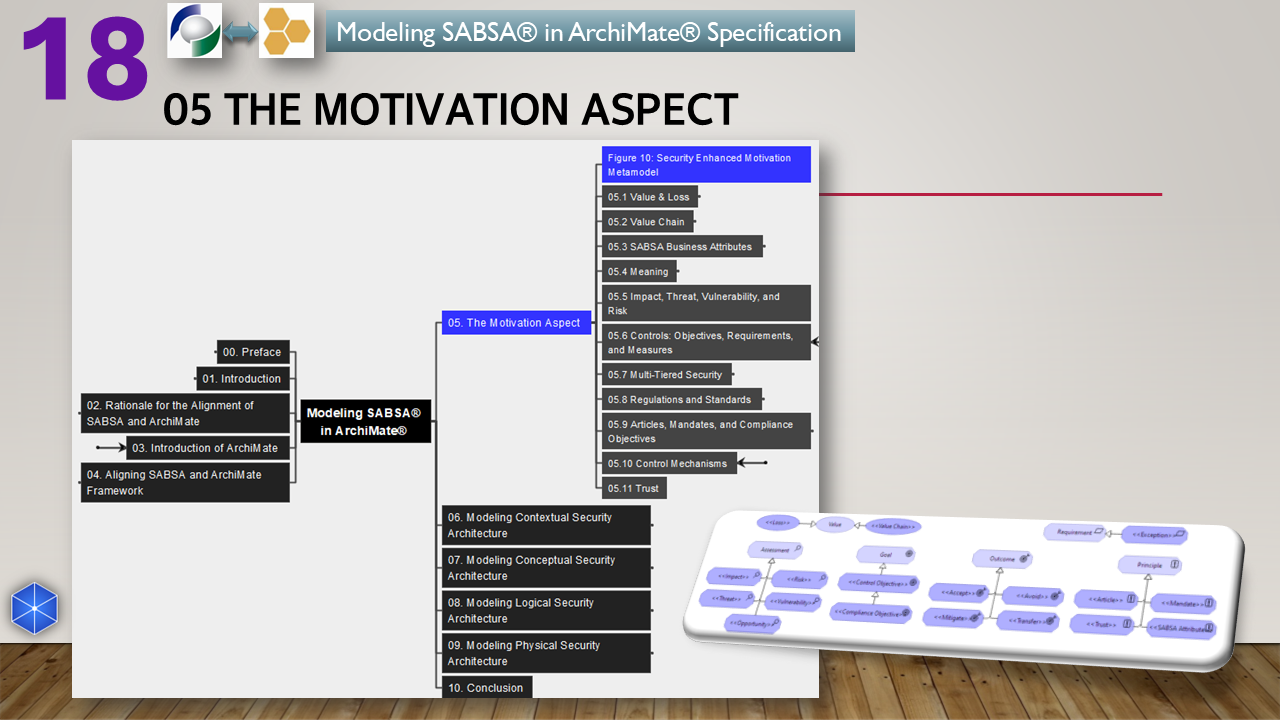 18
Modeling SABSA® in ArchiMate® Specification
05 THE MOTIVATION ASPECT
Figure 10: Security Enhanced Motivation
Metamodel
05.1 Value & Loss
05.2 Value Chain
05.3 SABSA Business Attributes
05.4 Meaning
05.5 Impact, Threat, Vulnerability, and
Risk
05.6 Controls: Objectives, Requirements,
and Measures
05.7 Multi-Tiered Security
05.8 Regulations and Standards
05.9 Articles, Mandates, and Compliance
Objectives
05.10 Control Mechanisms
05.11 Trust
05. The Motivation Aspect
00. Preface
01. Introduction
02. Rationale for the Alignment of
SABSA and ArchiMate
03. Introduction of ArchiMate
04. Aligning SABSA and ArchiMate
Framework
Modeling SABSA®
in ArchiMate®
06. Modeling Contextual Security
Architecture
07. Modeling Conceptual Security
Architecture
08. Modeling Logical Security
Architecture
09. Modeling Physical Security
Architecture
10. Conclusion
<<Loss>>
Value
<<Value Chain>>
Requirement
<<Exception>>
Assessment
Goal
Outcome
Principle
<<Impact>>
<<Risk>>
<<Control Objective>>
<<Threat>>
<<Vulnerability>>
<<Accept>>
<<Avoid>>
<<Article>>
<<Mandate>>
<<Opportunity>>
<<Compliance Objective>>
<<Mitigate>>
<<Transfer>>
<<Trust>>
<<SABSA Attribute>>